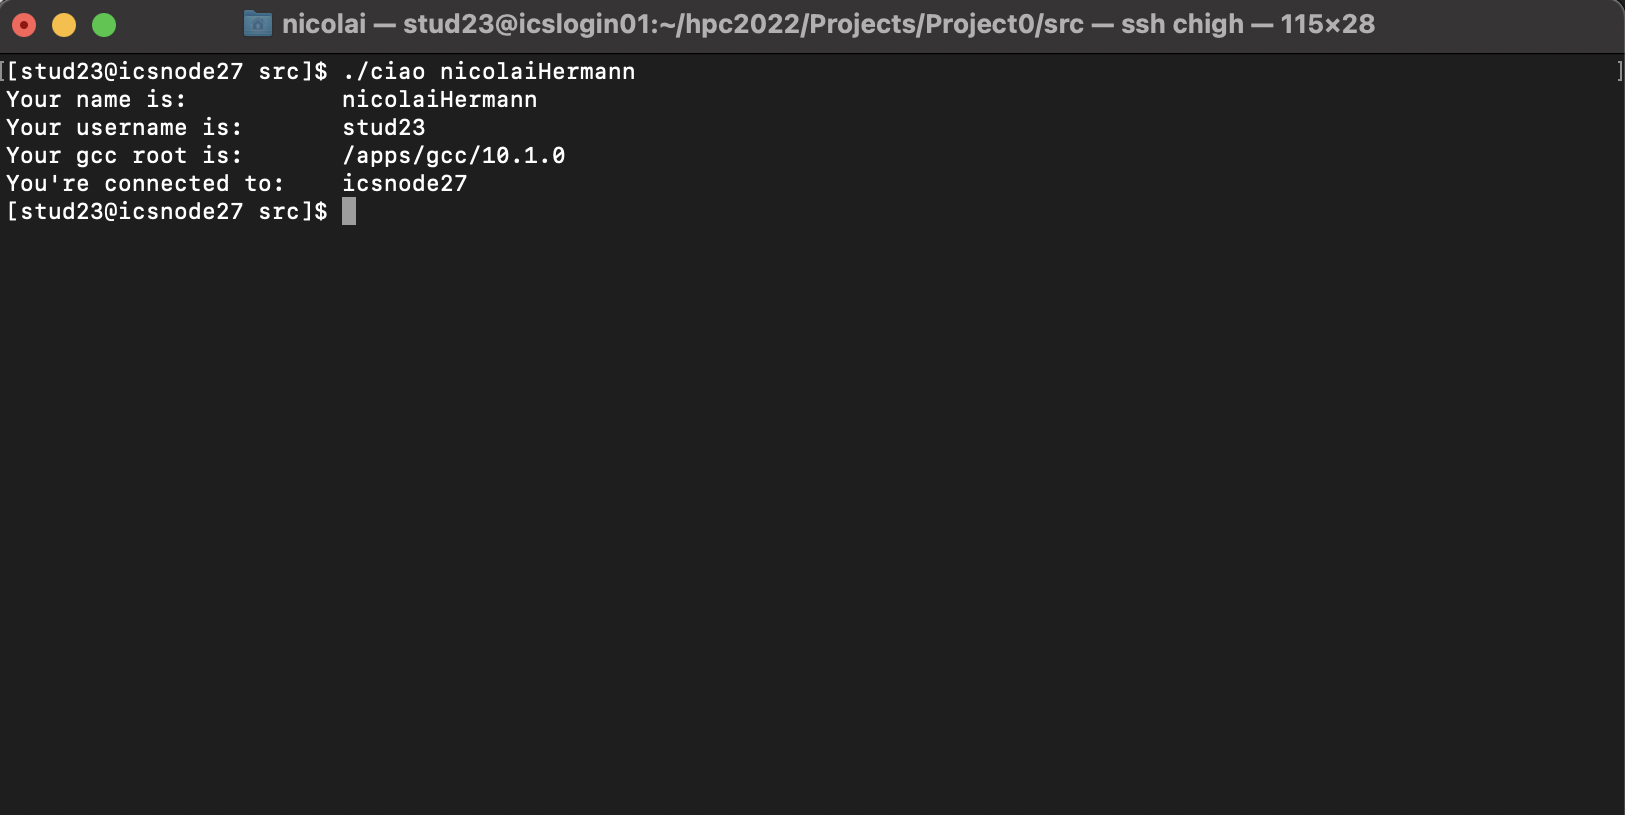 nicolai — stud23@icslogin01:~/hpc2022/Projects/Project0/src — ssh chigh — 115×28
[[stud23@icsnode27 src]$ ./ciao nicolaiHermann ]
Your name is: nicolaiHermann
Your username is: stud23
Your gcc root is: /apps/gcc/10.1.0
You're connected to: icsnode27
[stud23@icsnode27 src]$